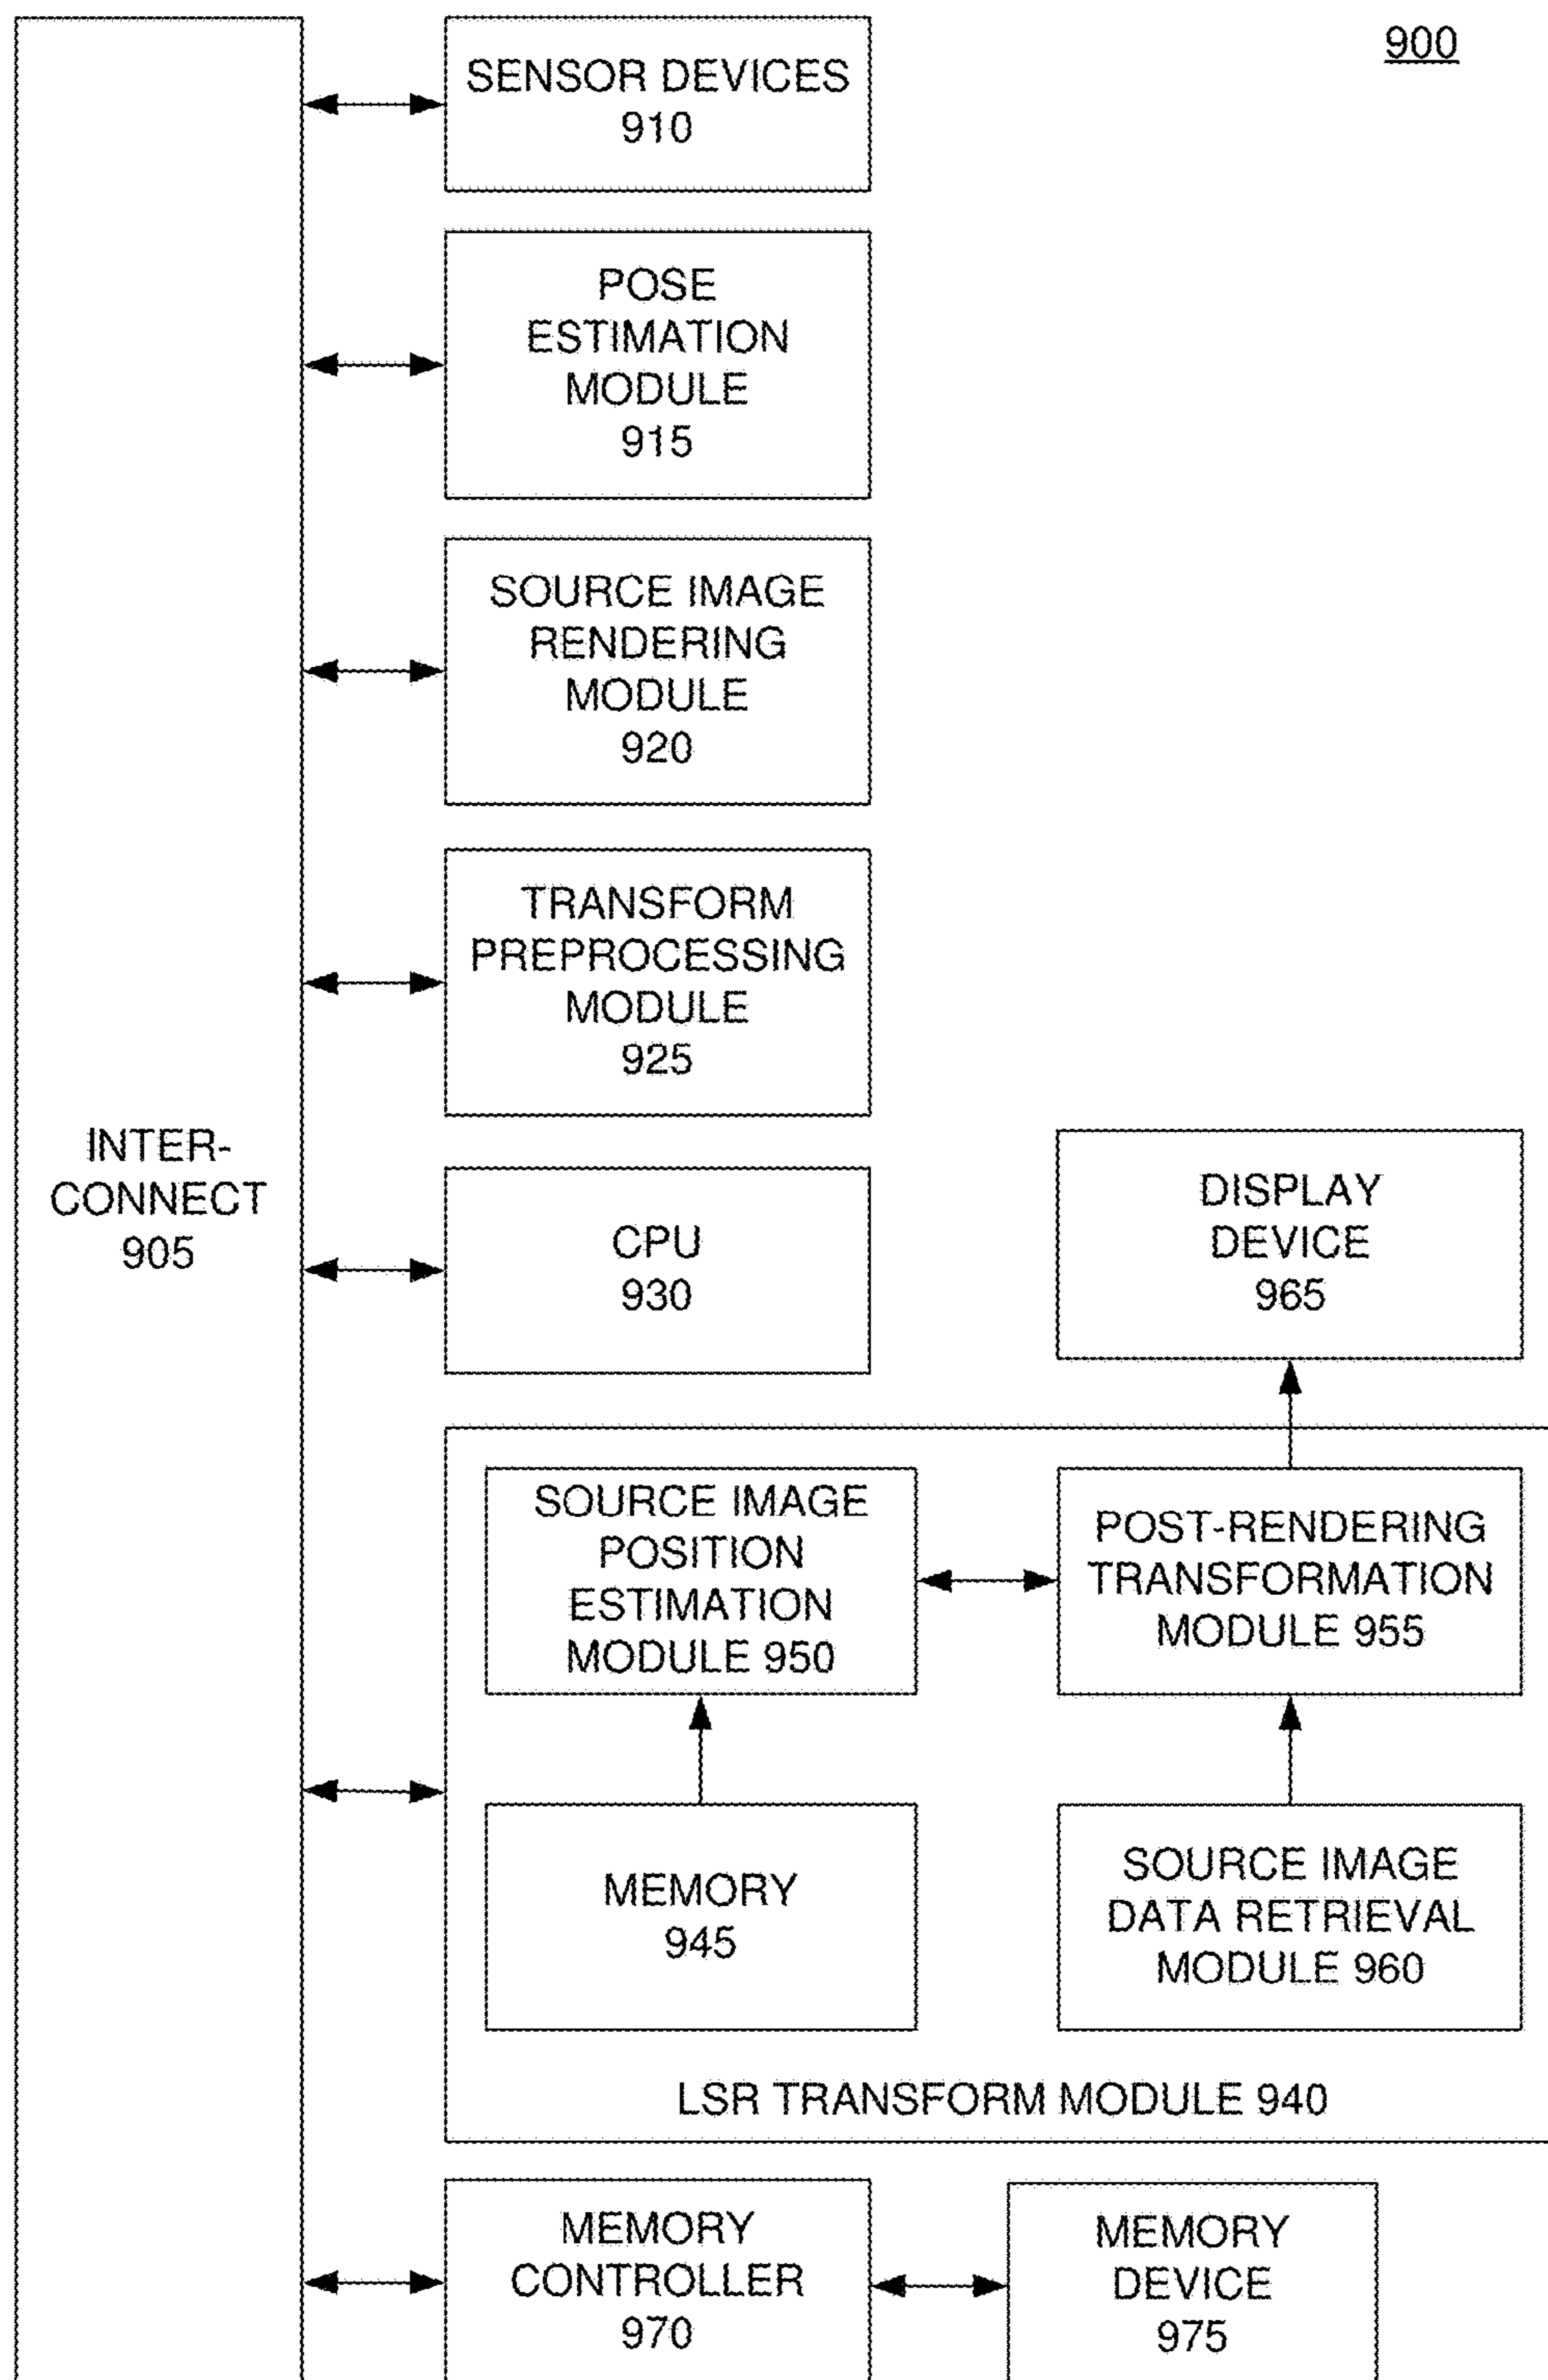 900
SENSOR DEVICES
910
POSE
ESTIMATION
MODULE
915
SOURCE IMAGE
RENDERING
MODULE
920
TRANSFORM
PREPROCESSING
MODULE
925
INTER-
CONNECT
905
CPU
930
DISPLAY
DEVICE
965
SOURCE IMAGE
POSITION
ESTIMATION
MODULE 950
POST-RENDERING
TRANSFORMATION
MODULE 955
MEMORY
945
SOURCE IMAGE
DATA RETRIEVAL
MODULE 960
LSR TRANSFORM MODULE 940
MEMORY
CONTROLLER
970
MEMORY
DEVICE
975